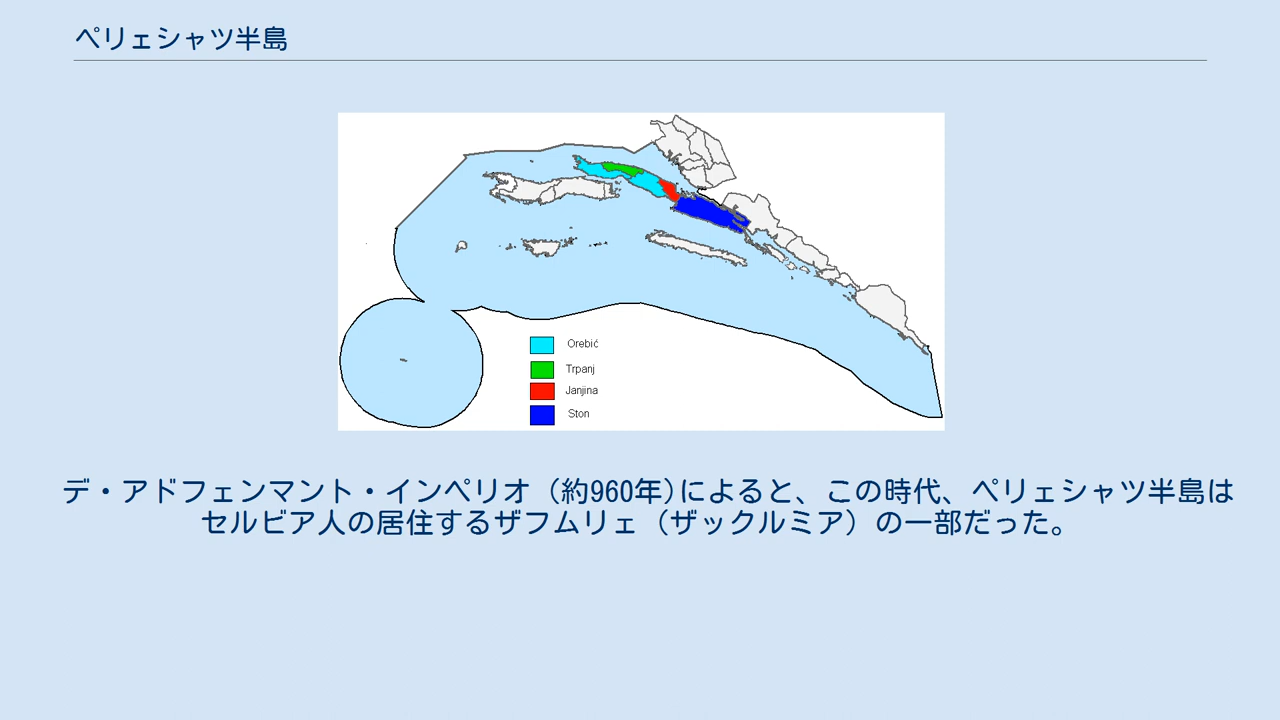 ペリェシャツ半島
Orebić
Trpanj
Janjina
Ston
デ・アドフェンマント・インペリオ (約960年)によると、この時代、ペリェシャツ半島は
セルビア人の居住するザフムリェ（ザックルミア）の一部だった。